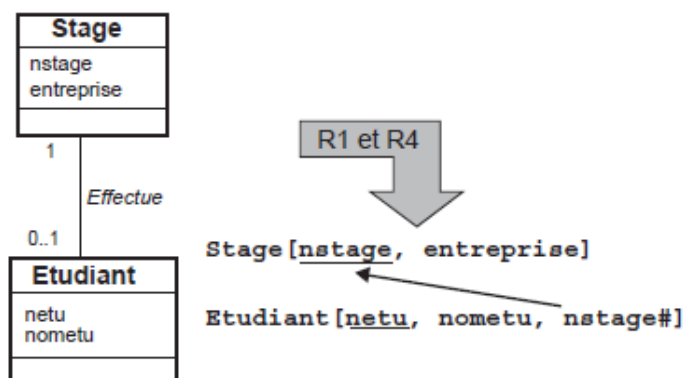 Stage
nstage
entreprise
1
Effectue
0..1
Etudiant
netu
nometu
R1 et R4
Stage[nstage, entreprise]
Etudiant[netu, nometu, nstage#]